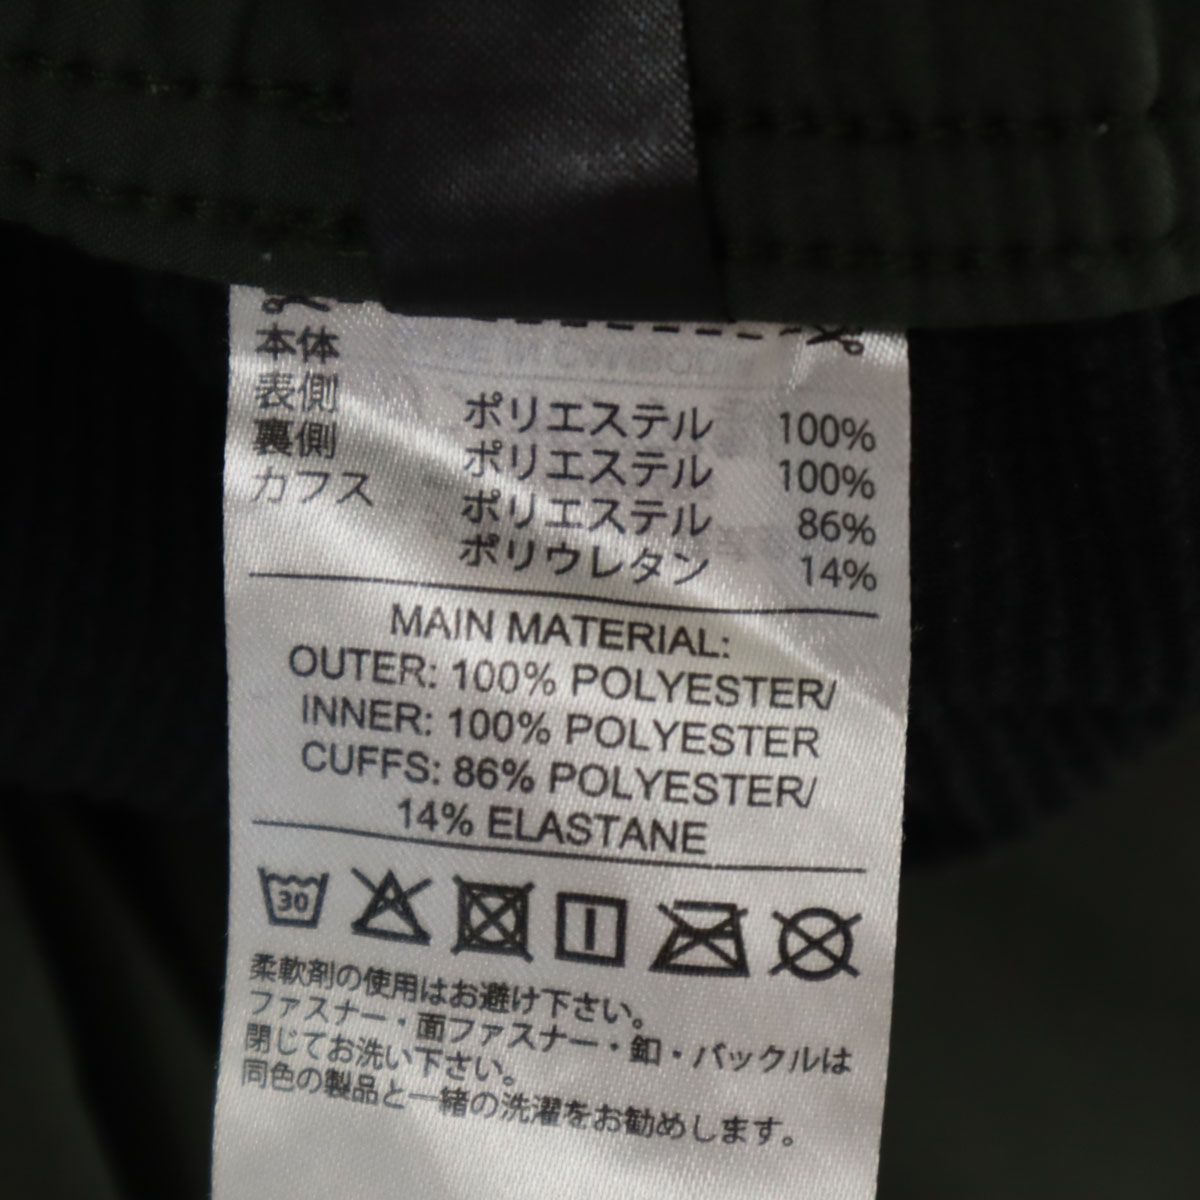 本体
表側 ポリエステル 100%
裏側 ポリエステル 100%
カフス ポリエステル 86%
ポリウレタン 14%
MAIN MATERIAL:
OUTER: 100% POLYESTER/
INNER: 100% POLYESTER
CUFFS: 86% POLYESTER/
14% ELASTANE
30
柔軟剤の使用はお避け下さい。
ファスナー・面ファスナー・釦・バックルは
閉じてお洗い下さい。
同色の製品と一緒の洗濯をお勧めします。